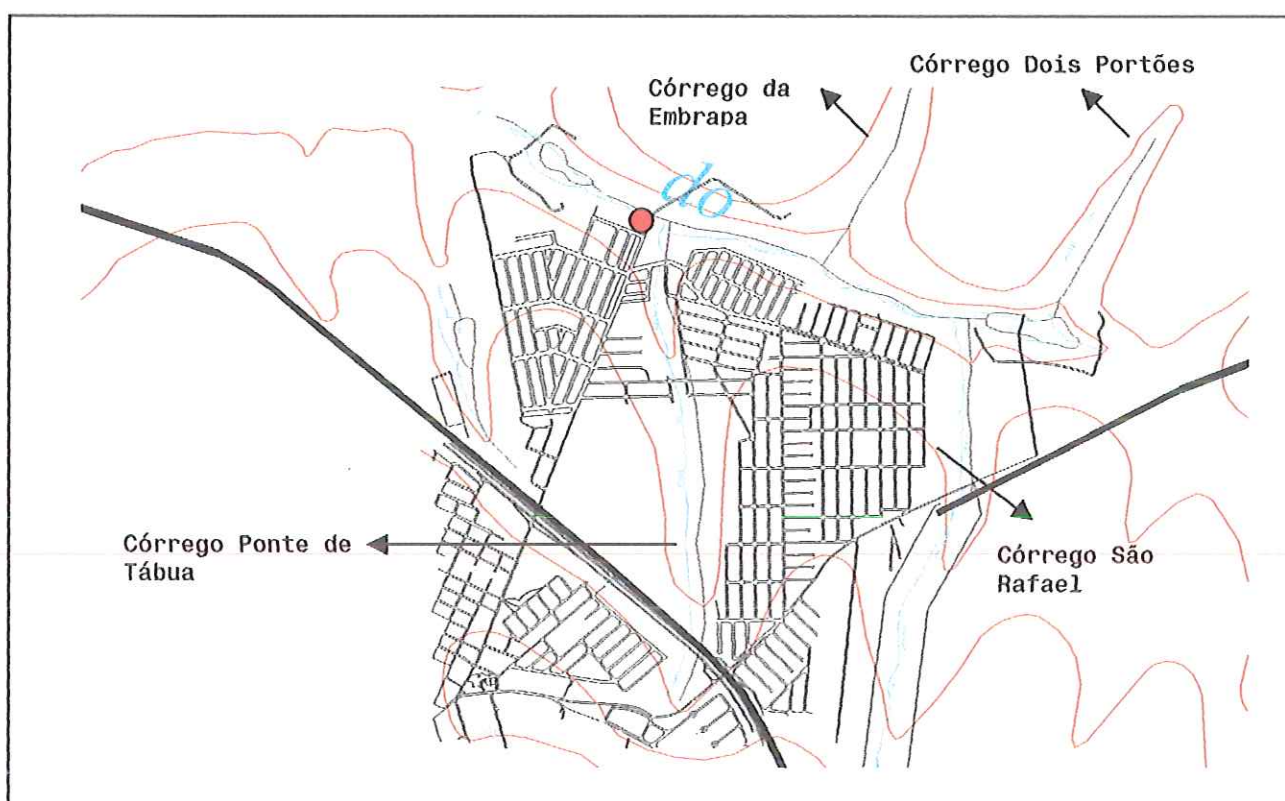 Córrego Dois Portões
Córrego da
Embrapa
do
Córrego Ponte de
Tábua
Córrego São
Rafael